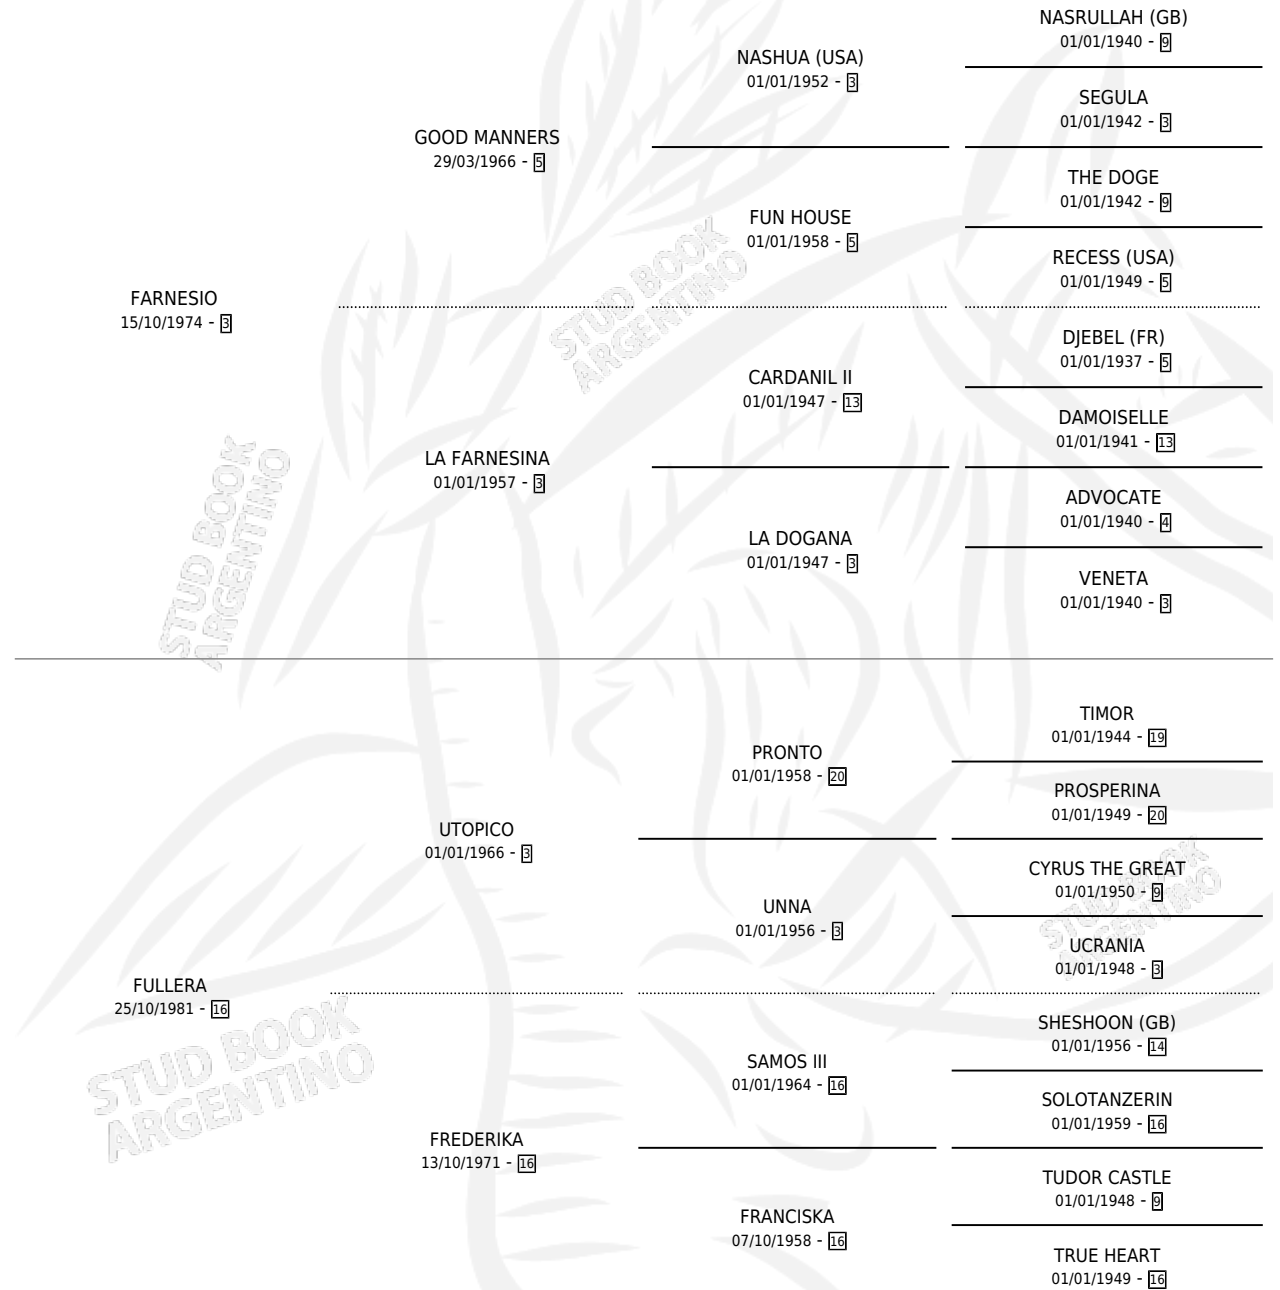 NASRULLAH (GB)
01/01/1940 - 9
NASHUA (USA)
01/01/1952 - 3
SEGULA
01/01/1942 - 3
GOOD MANNERS
29/03/1966 - 5
THE DOGE
01/01/1942 - 9
FUN HOUSE
01/01/1958 - 5
RECESS (USA)
01/01/1949 - 5
FARNESIO
15/10/1974 - 3
DJEBEL (FR)
01/01/1937 - 5
CARDANIL II
01/01/1947 - 13
DAMOISELLE
01/01/1941 - 13
LA FARNESINA
01/01/1957 - 3
ADVOCATE
01/01/1940 - 4
LA DOGANA
01/01/1947 - 3
VENETA
01/01/1940 - 3
STUD BOOK
ARGENTINO
STUD BOOK
ARGENTINO
TIMOR
01/01/1944 - 19
PRONTO
01/01/1958 - 20
PROSPERINA
01/01/1949 - 20
UTOPICO
01/01/1966 - 3
CYRUS THE GREAT
01/01/1950 - 9
UNNA
01/01/1956 - 3
UCRANIA
01/01/1948 - 3
STUD BOOK
ARGENTINO
FULLERA
25/10/1981 - 16
SHESHOON (GB)
01/01/1956 - 14
SAMOS III
01/01/1964 - 16
SOLOTANZERIN
01/01/1959 - 16
FREDERIKA
13/10/1971 - 16
TUDOR CASTLE
01/01/1948 - 9
FRANCISKA
07/10/1958 - 16
TRUE HEART
01/01/1949 - 16
STUD BOOK
ARGENTINO